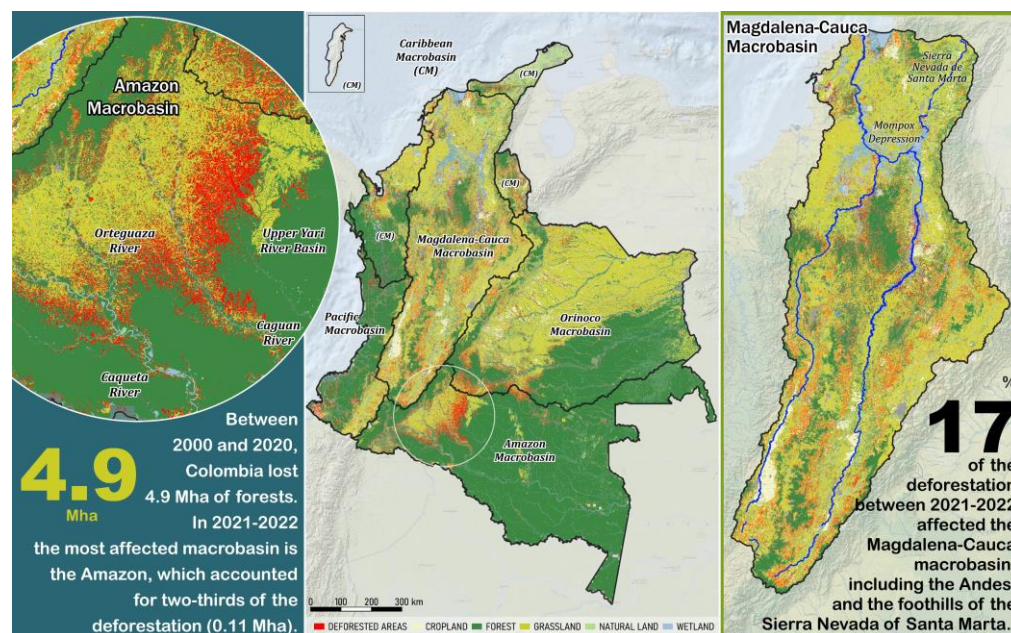 Amazon
Macrobasin
Orteguaza
River
Upper Yari
River Basin
Caguan
River
Caqueta
River
4.9
Mha
Between
2000 and 2020,
Colombia lost
4.9 Mha of forests.
In 2021-2022
the most affected macrobasin is
the Amazon, which accounted
for two-thirds of the
deforestation (0.11 Mha).
(CM)
Caribbean
Macrobasin
(CM)
(CM)
(CM)
(CM)
Magdalena-Cauca
Macrobasin
Pacific
Macrobasin
Orinoco
Macrobasin
Amazon
Macrobasin
0 100 200 300 km
DEFORESTED AREAS CROPLAND FOREST GRASSLAND NATURAL LAND WETLAND
Magdalena-Cauca
Macrobasin
Sierra
Nevada de
Santa Marta
Mompox
Depression
%
17
of the
deforestation
between 2021-2022
affected the
Magdalena-Cauca
macrobasin
including the Andes
and the foothills of the
Sierra Nevada of Santa Marta.